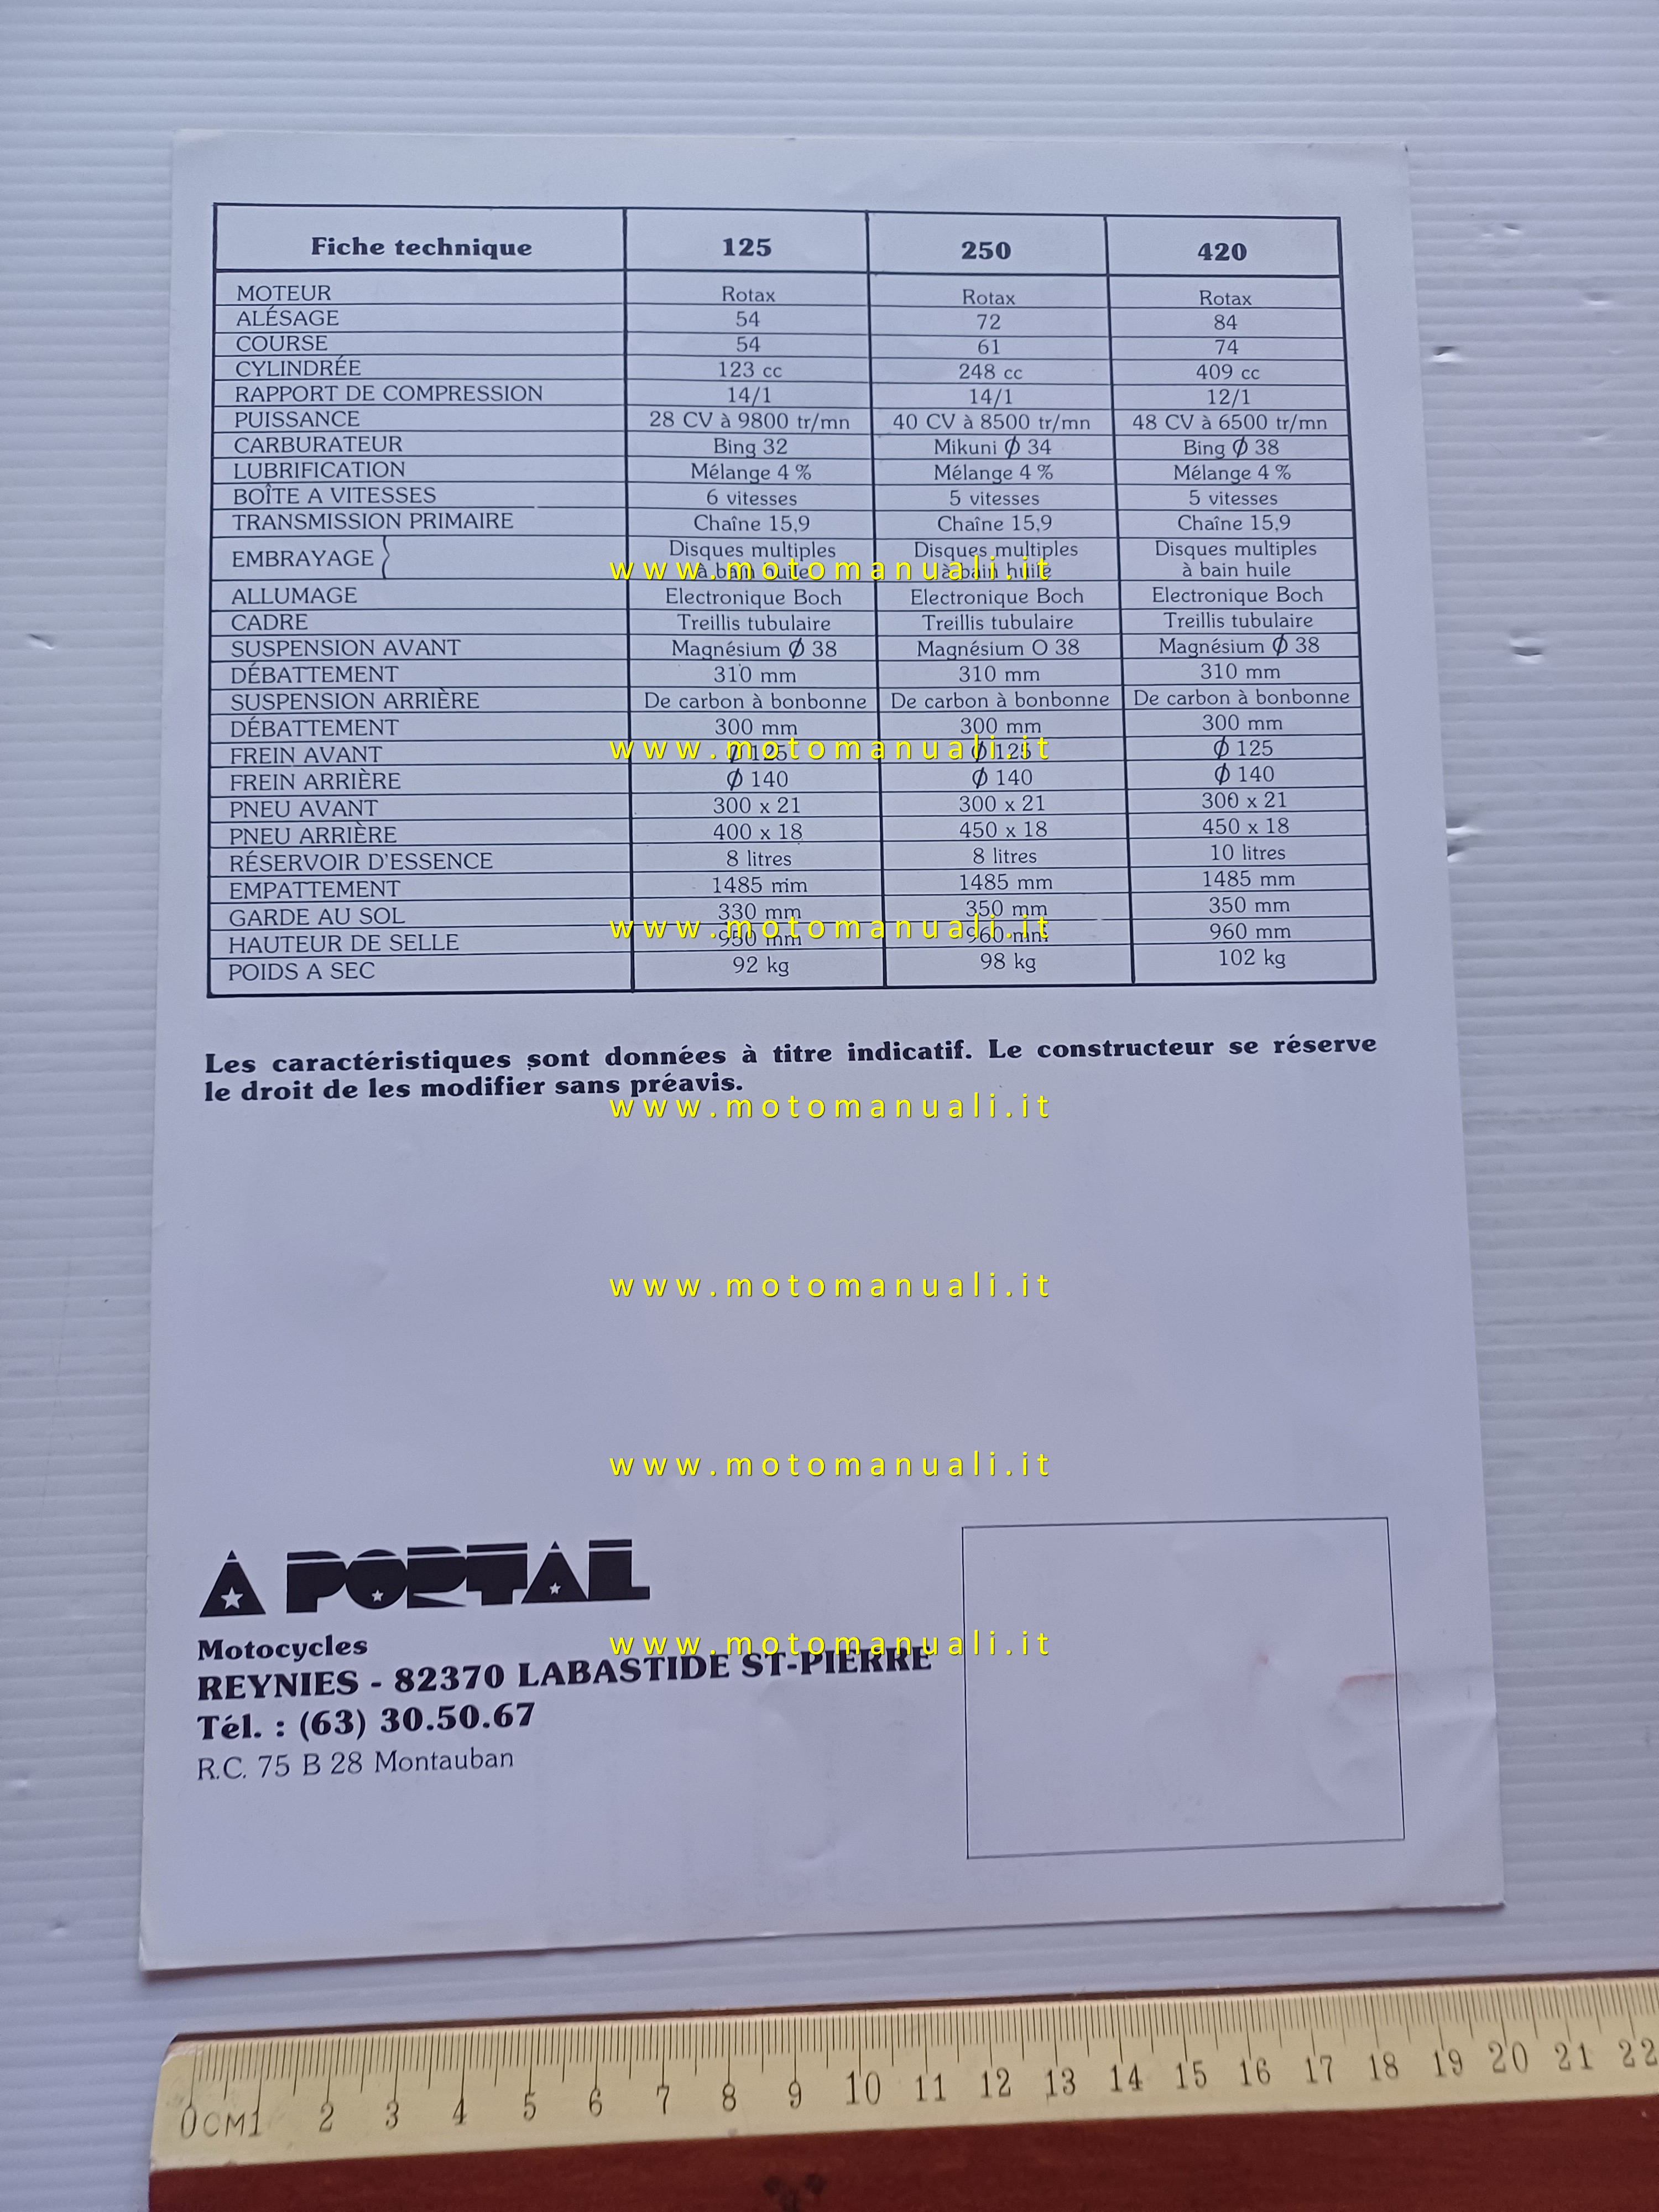 Fiche technique 125 250 420
MOTEUR Rotax Rotax Rotax
ALÉSAGE 54 72 84
COURSE 54 61 74
CYLINDRÉE 123 cc 248 cc 409 cc
RAPPORT DE COMPRESSION 14/1 14/1 12/1
PUISSANCE 28 CV à 9800 tr/mn 40 CV à 8500 tr/mn 48 CV à 6500 tr/mn
CARBURATEUR Bing 32 Mikuni Ø 34 Bing Ø 38
LUBRIFICATION Mélange 4 % Mélange 4 % Mélange 4 %
BOÎTE A VITESSES 6 vitesses 5 vitesses 5 vitesses
TRANSMISSION PRIMAIRE Chaîne 15,9 Chaîne 15,9 Chaîne 15,9
EMBRAYAGE Disques multiples Disques multiples Disques multiples
à bain huile à bain huile à bain huile
www.motomanuali.it
ALLUMAGE Electronique Boch Electronique Boch Electronique Boch
CADRE Treillis tubulaire Treillis tubulaire Treillis tubulaire
SUSPENSION AVANT Magnésium Ø 38 Magnésium O 38 Magnésium Ø 38
DÉBATTEMENT 310 mm 310 mm 310 mm
SUSPENSION ARRIÈRE De carbon à bonbonne De carbon à bonbonne De carbon à bonbonne
DÉBATTEMENT 300 mm 300 mm 300 mm
FREIN AVANT Ø 125 Ø 125 Ø 125
www.motomanuali.it
FREIN ARRIÈRE Ø 140 Ø 140 Ø 140
PNEU AVANT 300 x 21 300 x 21 300 x 21
PNEU ARRIÈRE 400 x 18 450 x 18 450 x 18
RÉSERVOIR D'ESSENCE 8 litres 8 litres 10 litres
EMPATTEMENT 1485 mm 1485 mm 1485 mm
GARDE AU SOL 330 mm 350 mm 350 mm
www.motomanuali.it
HAUTEUR DE SELLE 950 mm 960 mm 960 mm
POIDS A SEC 92 kg 98 kg 102 kg
Les caractéristiques sont données à titre indicatif. Le constructeur se réserve
le droit de les modifier sans préavis.
www.motomanuali.it
www.motomanuali.it
www.motomanuali.it
A PORTAL
Motocycles
www.motomanuali.it
REYNIES - 82370 LABASTIDE ST-PIERRE
Tél. : (63) 30.50.67
R.C. 75 B 28 Montauban
0CM1 2 3 4 5 6 7 8 9 10 11 12 13 14 15 16 17 18 19 20 21 22